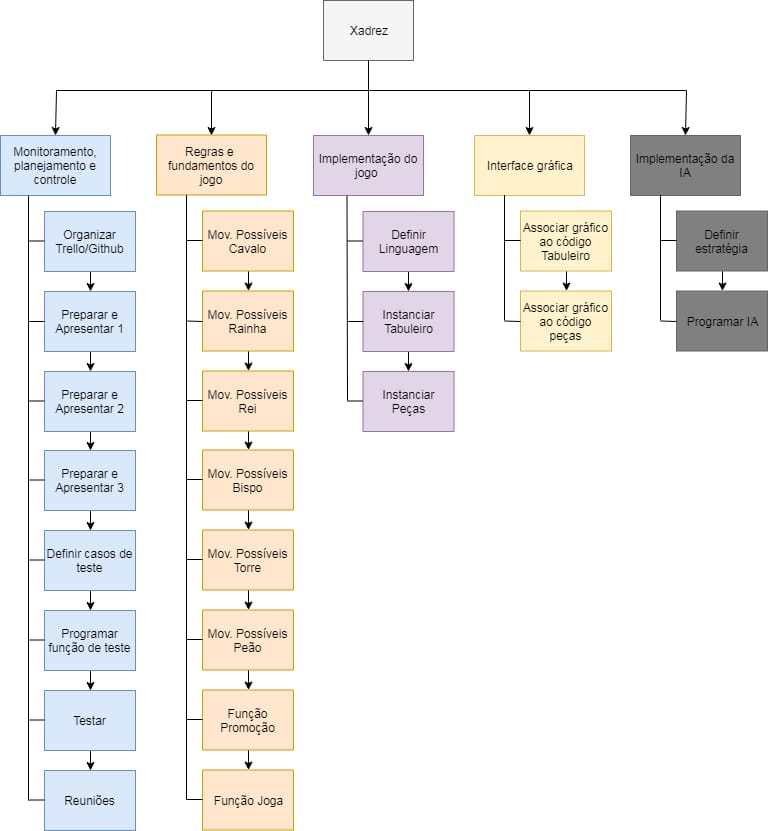 Xadrez
Monitoramento,
planejamento e
controle
Regras e
fundamentos do
jogo
Implementação do
jogo
Interface gráfica
Implementação da
IA
Organizar
Trello/Github
Preparar e
Apresentar 1
Preparar e
Apresentar 2
Preparar e
Apresentar 3
Definir casos de
teste
Programar
função de teste
Testar
Reuniões
Mov. Possíveis
Cavalo
Mov. Possíveis
Rainha
Mov. Possíveis
Rei
Mov. Possíveis
Bispo
Mov. Possíveis
Torre
Mov. Possíveis
Peão
Função
Promoção
Função Joga
Definir
Linguagem
Instanciar
Tabuleiro
Instanciar
Peças
Associar gráfico
ao código
Tabuleiro
Associar gráfico
ao código
peças
Definir
estratégia
Programar IA